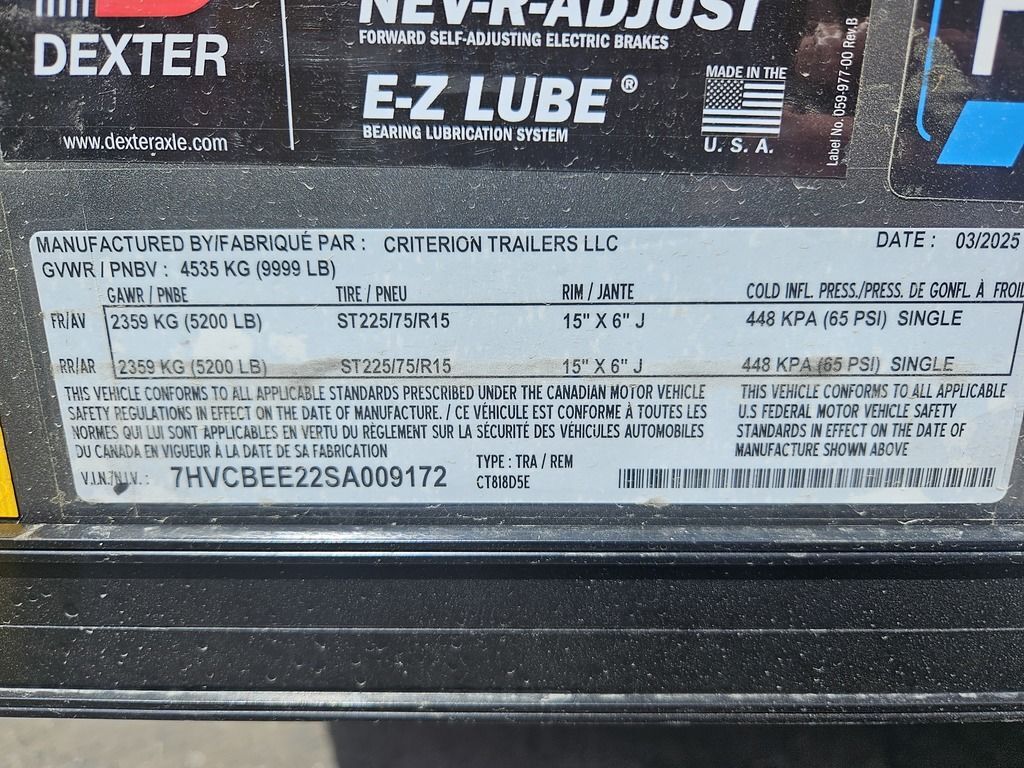 DEXTER
www.dexteraxle.com
NEV-R-ADJUST
FORWARD SELF-ADJUSTING ELECTRIC BRAKES
E-Z LUBE®
BEARING LUBRICATION SYSTEM
MADE IN THE
U. S. A.
Label No. 059-977-00 Rev.B
MANUFACTURED BY/FABRIQUÉ PAR : CRITERION TRAILERS LLC DATE : 03/2025
GVWR / PNBV : 4535 KG (9999 LB)
GAWR / PNBE TIRE / PNEU RIM / JANTE COLD INFL. PRESS./PRESS. DE GONFL À FROID
FR/AV 2359 KG (5200 LB) ST225/75/R15 15" X 6" J 448 KPA (65 PSI) SINGLE
RR/AR 2359 KG (5200 LB) ST225/75/R15 15" X 6" J 448 KPA (65 PSI) SINGLE
THIS VEHICLE CONFORMS TO ALL APPLICABLE STANDARDS PRESCRIBED UNDER THE CANADIAN MOTOR VEHICLE
SAFETY REGULATIONS IN EFFECT ON THE DATE OF MANUFACTURE. / CE VÉHICULE EST CONFORME À TOUTES LES
NORMES QUI LUI SONT APPLICABLES EN VERTU DU RÈGLEMENT SUR LA SÉCURITÉ DES VÉHICULES AUTOMOBILES
DU CANADA EN VIGUEUR À LA DATE DE SA FABRICATION
THIS VEHICLE CONFORMS TO ALL APPLICABLE
U.S FEDERAL MOTOR VEHICLE SAFETY
STANDARDS IN EFFECT ON THE DATE OF
MANUFACTURE SHOWN ABOVE
V.I.N./N.I.V. : 7HVCBEE22SA009172
TYPE : TRA / REM
CT818D5E